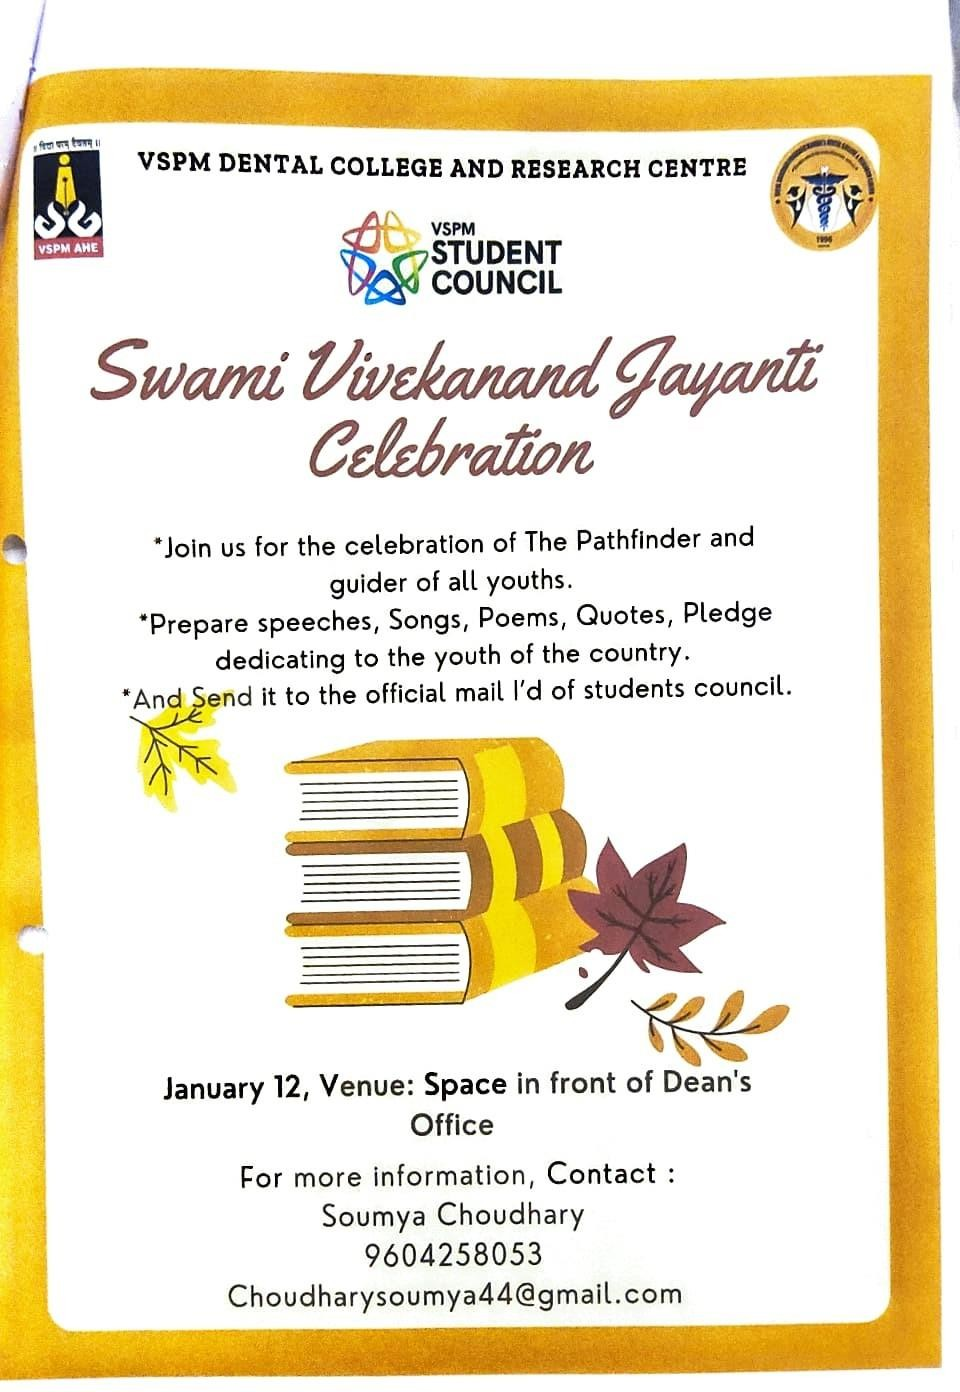 ।। विद्या परम् दैवतम् ।।
VSPM AHE
VSPM DENTAL COLLEGE AND RESEARCH CENTRE
1996
VSPM
STUDENT
COUNCIL
Swami Vivekanand Jayanti
Celebration
*Join us for the celebration of The Pathfinder and
guider of all youths.
*Prepare speeches, Songs, Poems, Quotes, Pledge
dedicating to the youth of the country.
*And Send it to the official mail I'd of students council.
January 12, Venue: Space in front of Dean's
Office
For more information, Contact :
Soumya Choudhary
9604258053
Choudharysoumya44@gmail.com